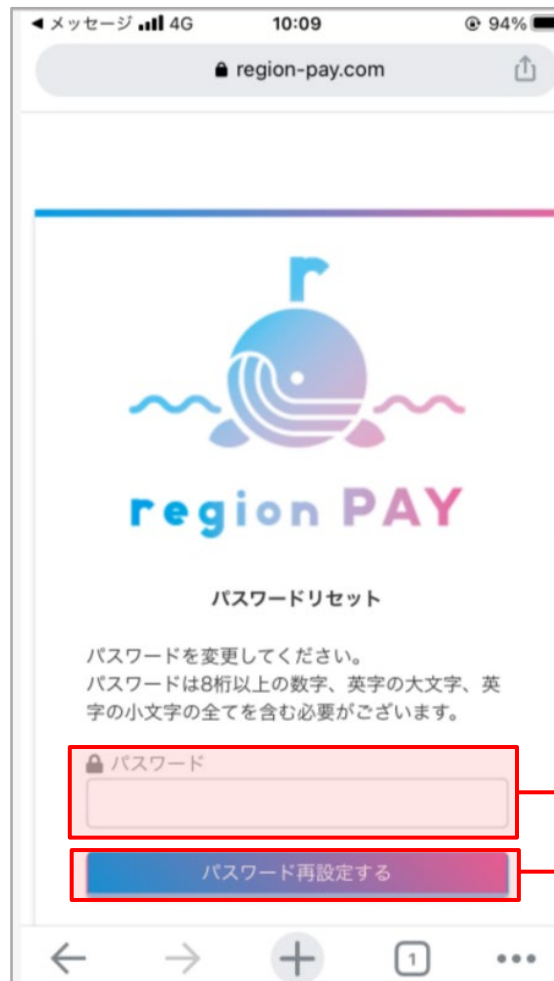 メッセージ 4G 10:09 94%
region-pay.com
r
region PAY
パスワードリセット
パスワードを変更してください。
パスワードは8桁以上の数字、英字の大文字、英
字の小文字の全てを含む必要がございます。
パスワード
パスワード再設定する
1